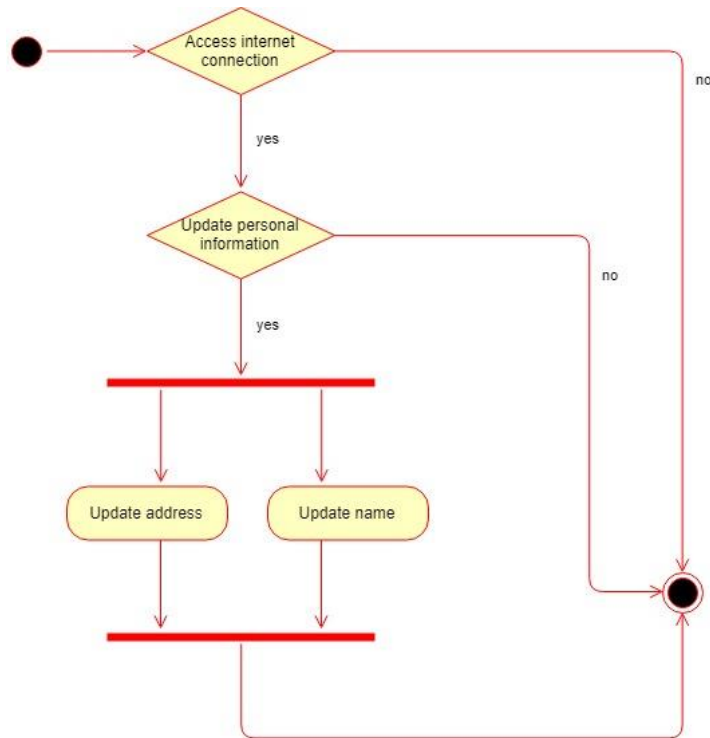 Access internet
connection
no
yes
Update personal
information
no
yes
Update address
Update name